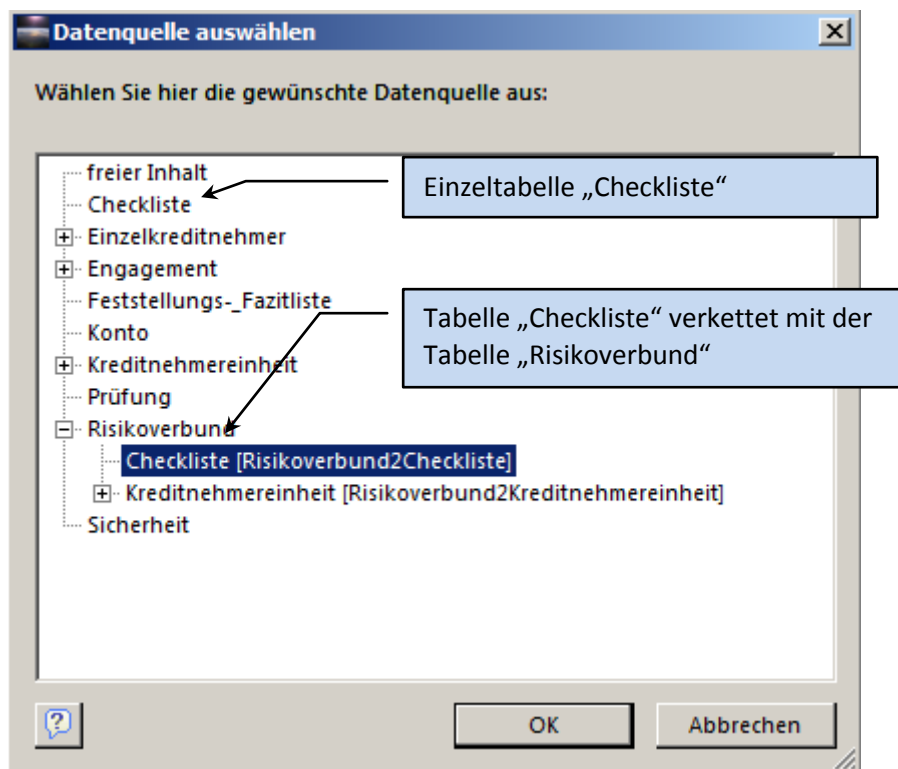 Datenquelle auswählen
Wählen Sie hier die gewünschte Datenquelle aus:
freier Inhalt
Einzeltabelle „Checkliste“
Checkliste
Einzelkreditnehmer
Engagement
Feststellungs-_Fazitliste
Tabelle „Checkliste“ verkettet mit der
Tabelle „Risikoverbund“
Konto
Kreditnehmereinheit
Prüfung
Risikoverbund
Checkliste [Risikoverbund2Checkliste]
Kreditnehmereinheit [Risikoverbund2Kreditnehmereinheit]
Sicherheit
?
OK
Abbrechen